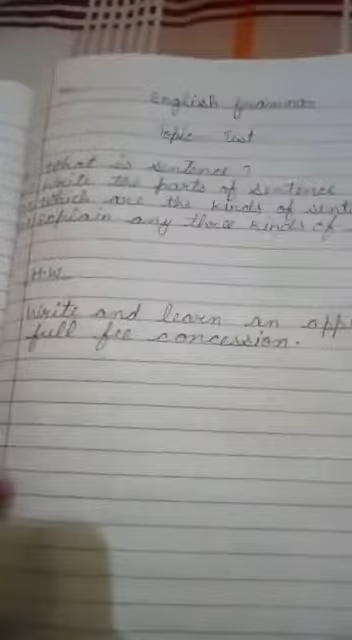 English Grammar
Topic Test
What is sentence ?
write the parts of sentence
which are the kinds of
explain any three kinds of
H.W.
Write and learn an
full fee concession.